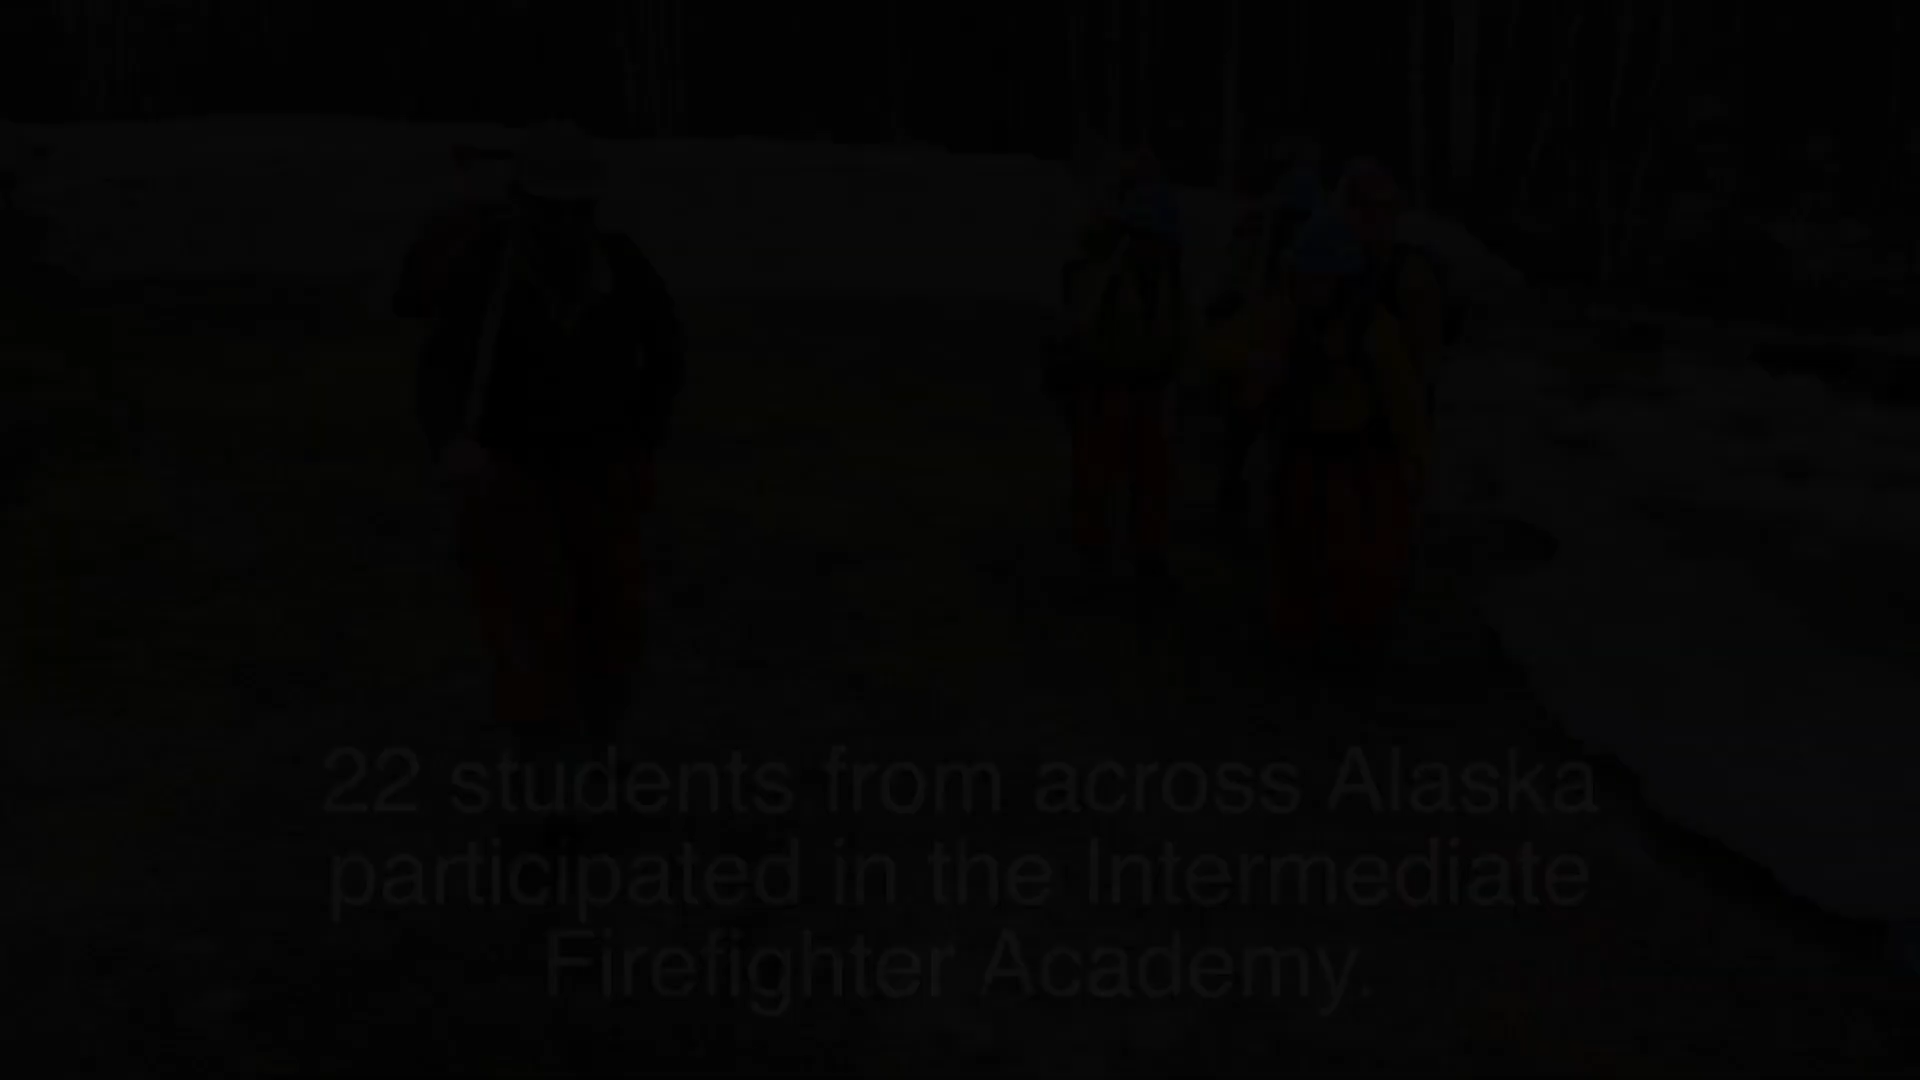 22 students from across Alaska
participated in the Intermediate
Firefighter Academy.